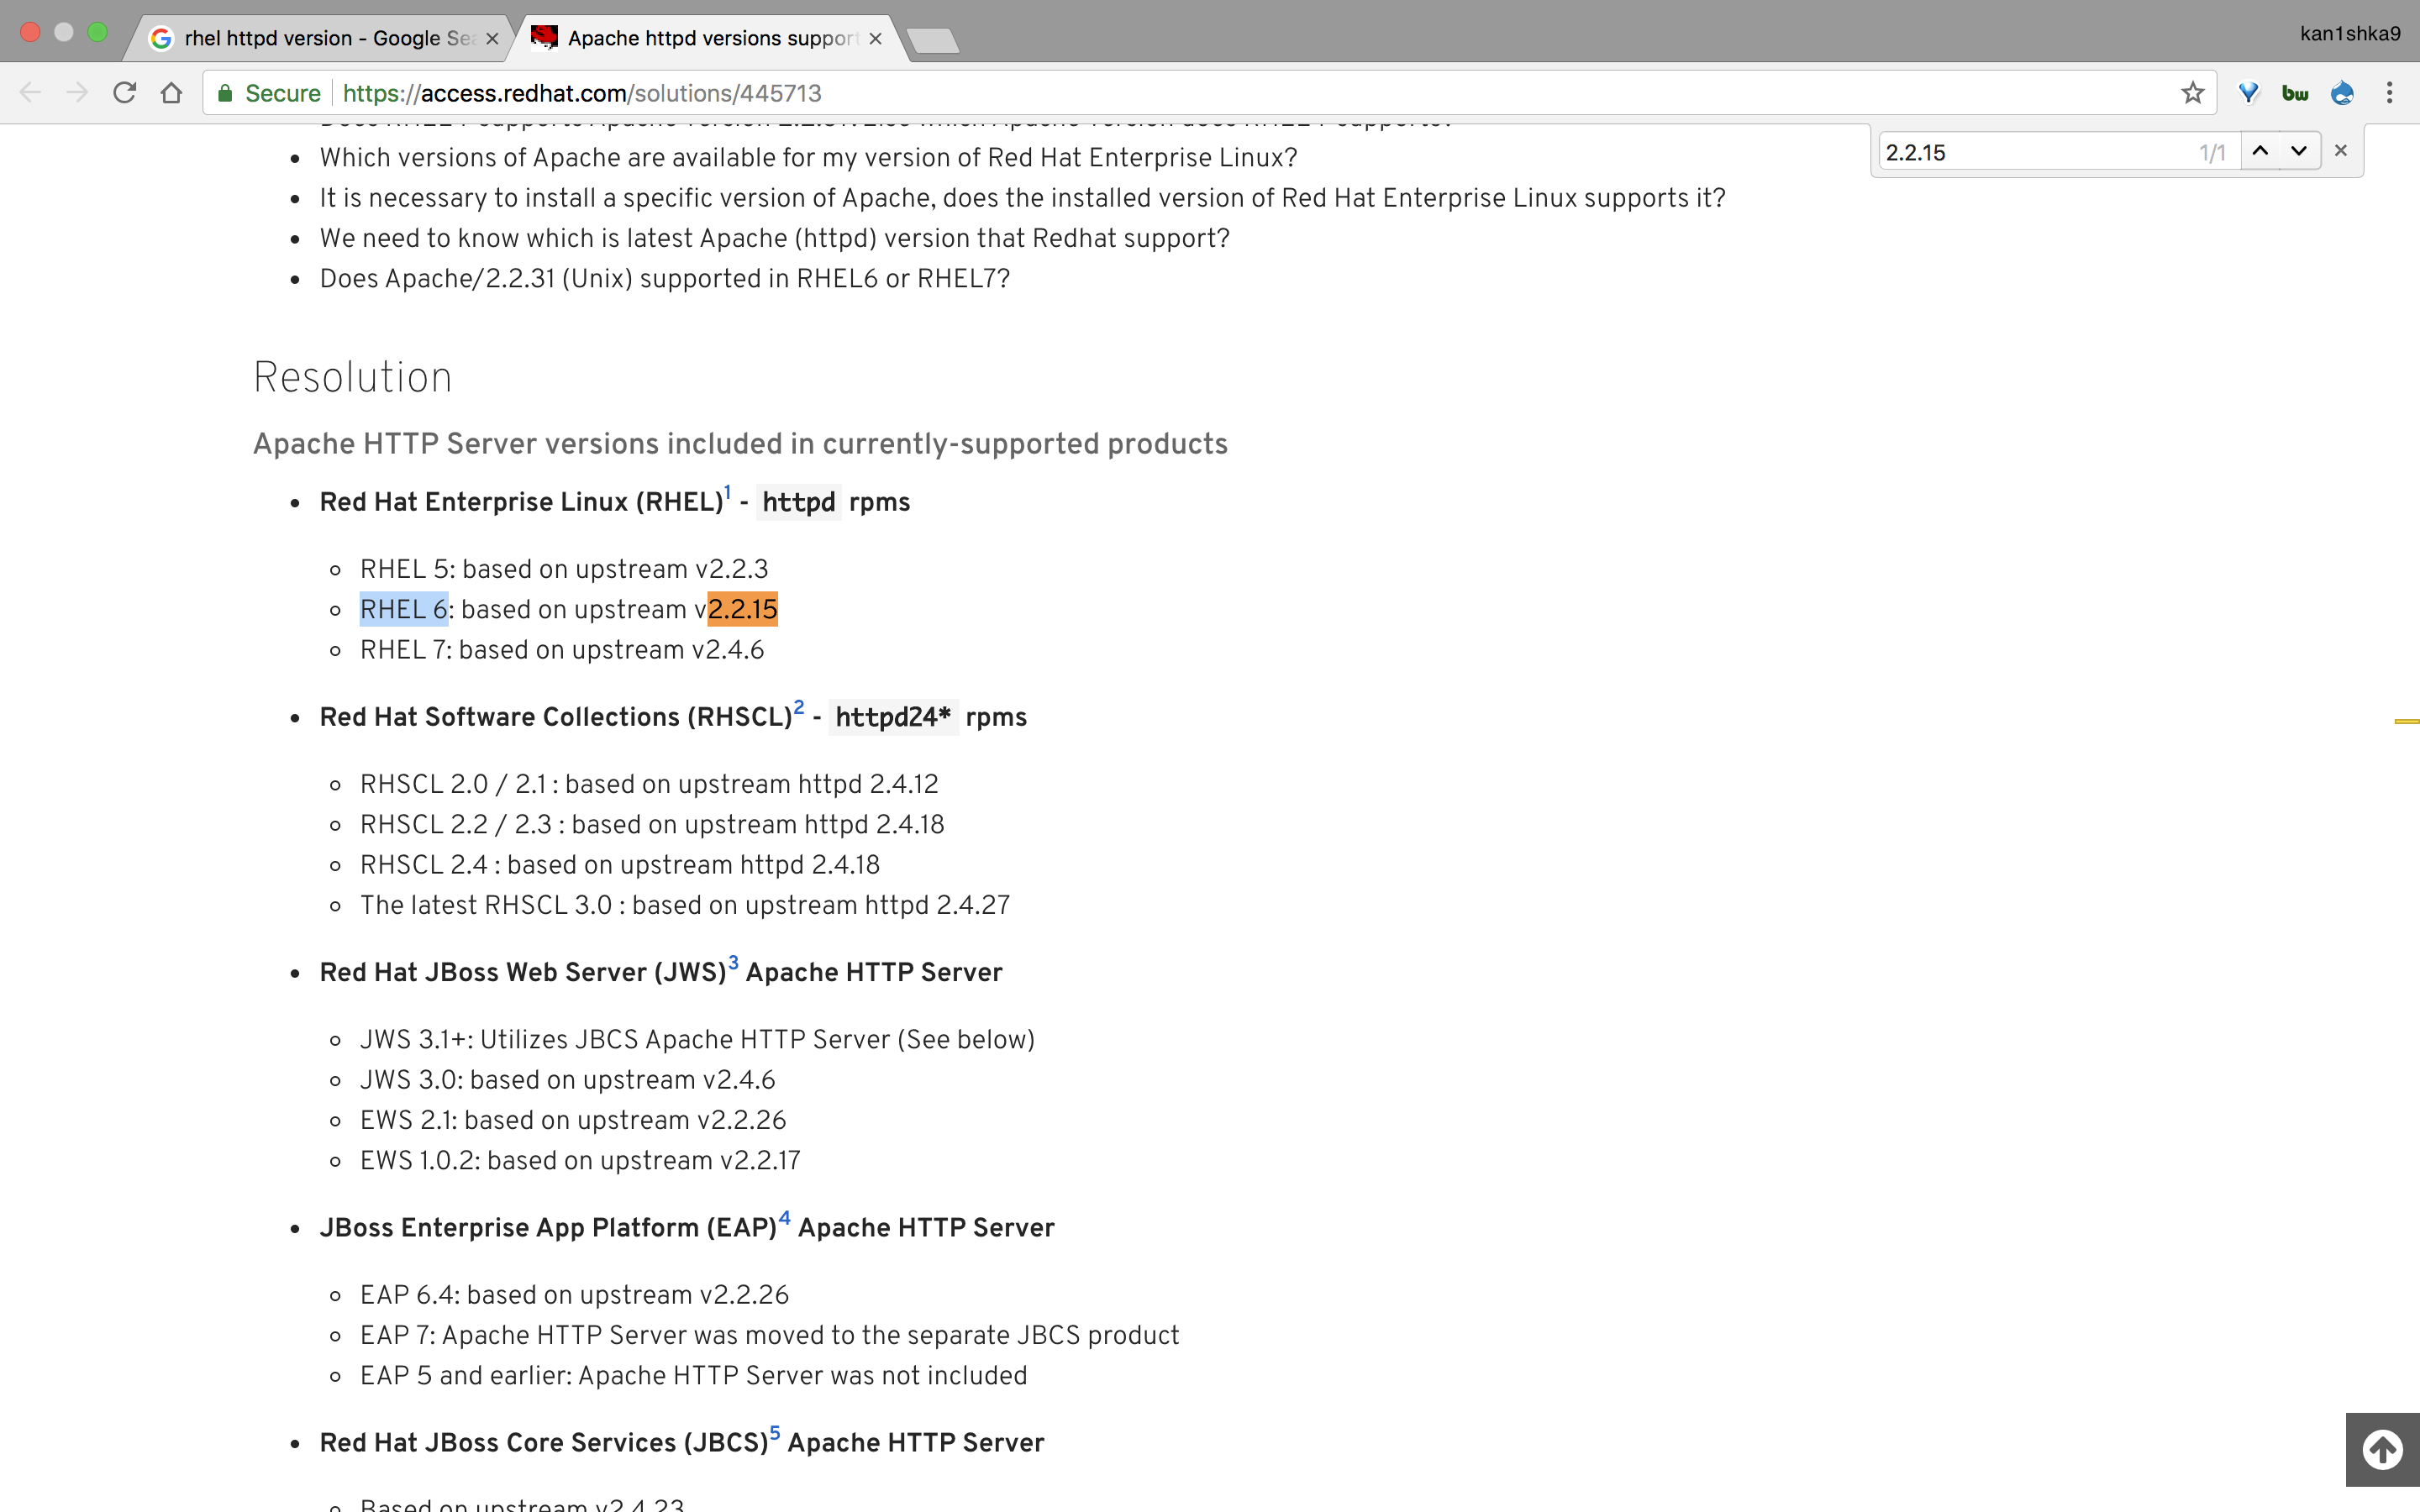 rhel httpd version - Google Sea
Apache httpd versions support
kan1shka9
Secure
https://access.redhat.com/solutions/445713
bw
2.2.15
1/1
Which versions of Apache are available for my version of Red Hat Enterprise Linux?
It is necessary to install a specific version of Apache, does the installed version of Red Hat Enterprise Linux supports it?
We need to know which is latest Apache (httpd) version that Redhat support?
Does Apache/2.2.31 (Unix) supported in RHEL6 or RHEL7?
Resolution
Apache HTTP Server versions included in currently-supported products
Red Hat Enterprise Linux (RHEL)1 - httpd rpms
RHEL 5: based on upstream v2.2.3
RHEL 6: based on upstream v2.2.15
RHEL 7: based on upstream v2.4.6
Red Hat Software Collections (RHSCL)2 - httpd24* rpms
RHSCL 2.0 / 2.1 : based on upstream httpd 2.4.12
RHSCL 2.2 / 2.3 : based on upstream httpd 2.4.18
RHSCL 2.4 : based on upstream httpd 2.4.18
The latest RHSCL 3.0 : based on upstream httpd 2.4.27
Red Hat JBoss Web Server (JWS)3 Apache HTTP Server
JWS 3.1+: Utilizes JBCS Apache HTTP Server (See below)
JWS 3.0: based on upstream v2.4.6
EWS 2.1: based on upstream v2.2.26
EWS 1.0.2: based on upstream v2.2.17
JBoss Enterprise App Platform (EAP)4 Apache HTTP Server
EAP 6.4: based on upstream v2.2.26
EAP 7: Apache HTTP Server was moved to the separate JBCS product
EAP 5 and earlier: Apache HTTP Server was not included
Red Hat JBoss Core Services (JBCS)5 Apache HTTP Server
Based on upstream v2.4.23